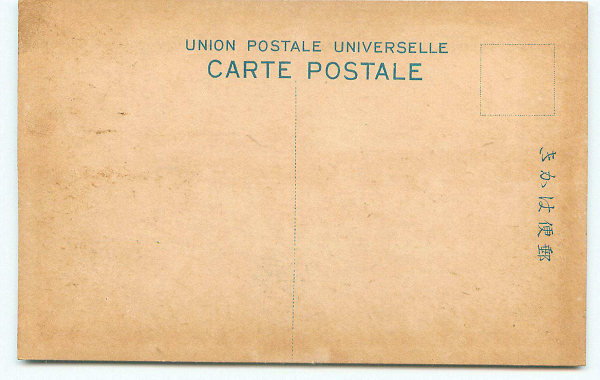 UNION POSTALE UNIVERSELLE
CARTE POSTALE
郵便はかき